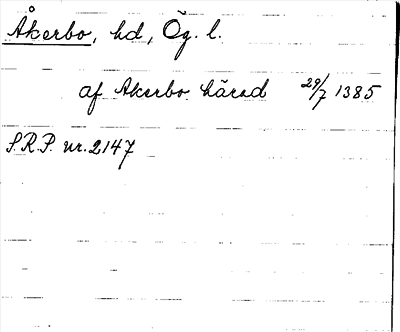 Åkerbo, hd, Ög. l.
af Akerbo härad 29/7 1385
S.R.P. nr. 2147